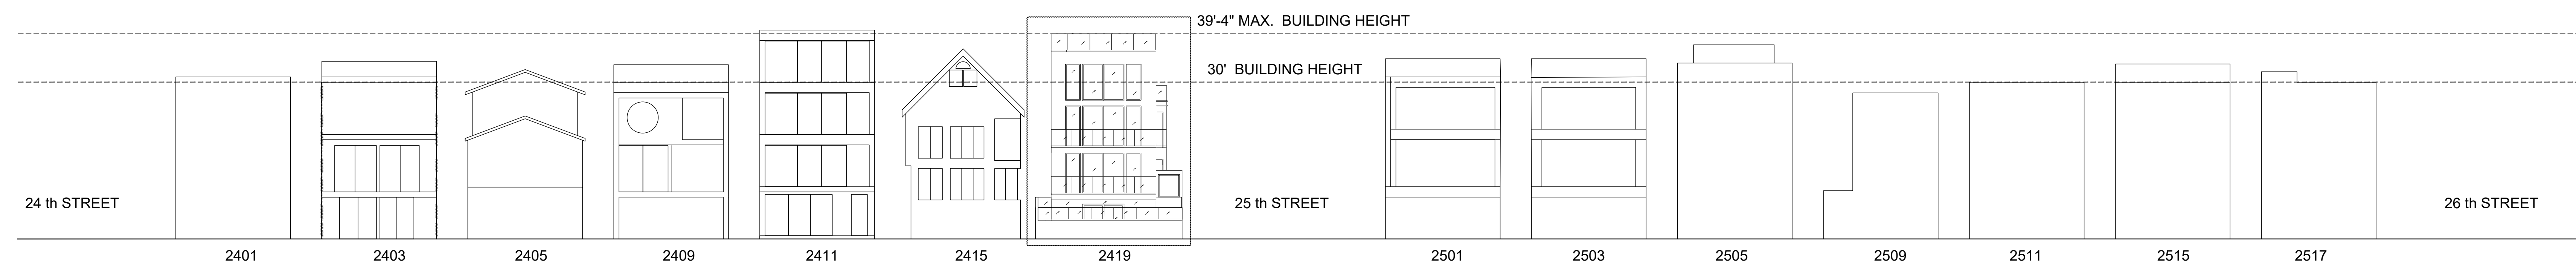 39'-4" MAX.  BUILDING HEIGHT
30'  BUILDING HEIGHT
24 th STREET
25 th STREET
26 th STREET
2401
2403
2405
2409
2411
2415
2419
2501
2503
2505
2509
2511
2515
2517